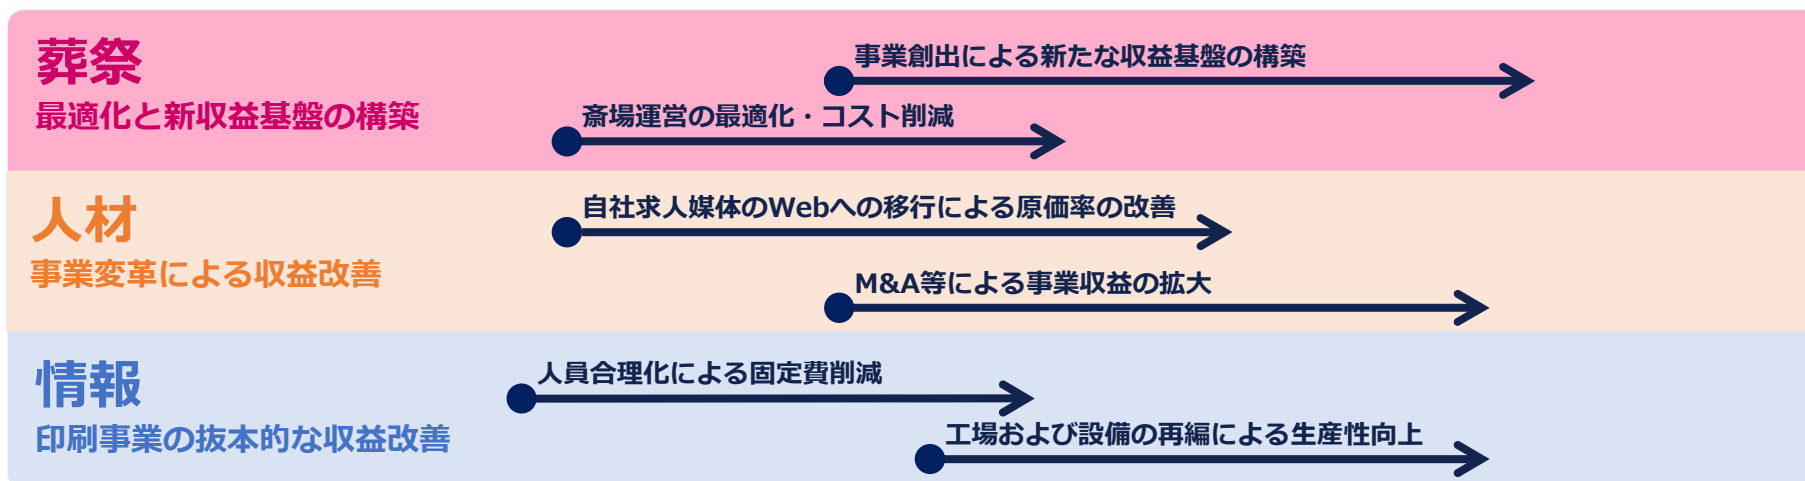 葬祭
最適化と新収益基盤の構築
事業創出による新たな収益基盤の構築
斎場運営の最適化・コスト削減
人材
事業変革による収益改善
自社求人媒体のWebへの移行による原価率の改善
M&A等による事業収益の拡大
情報
印刷事業の抜本的な収益改善
人員合理化による固定費削減
工場および設備の再編による生産性向上